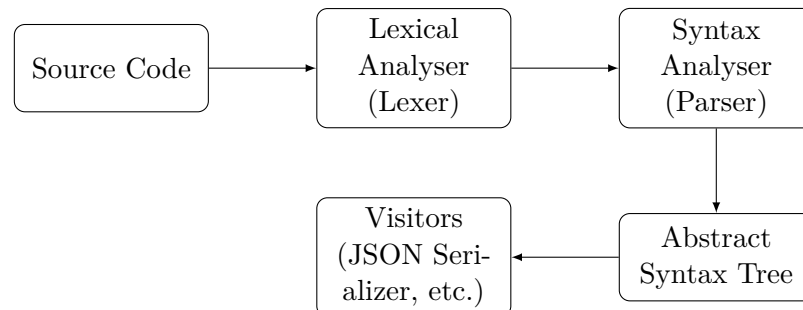 Source Code
Lexical
Analyser
(Lexer)
Syntax
Analyser
(Parser)
Visitors
(JSON Seri-
alizer, etc.)
Abstract
Syntax Tree